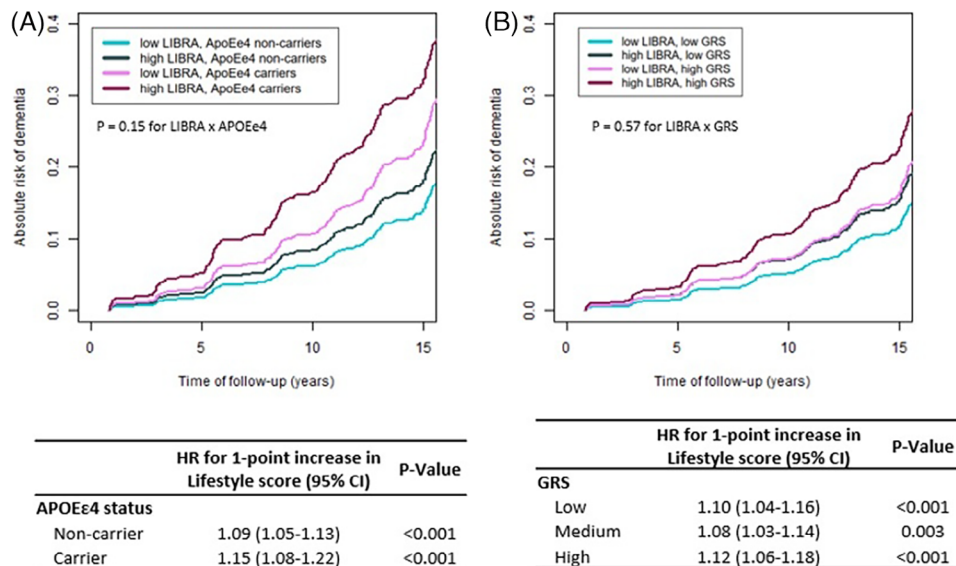 (A)
Absolute risk of dementia
0.4
0.3
0.2
0.1
0.0
low LIBRA, ApoEe4 non-carriers
high LIBRA, ApoEe4 non-carriers
low LIBRA, ApoEe4 carriers
high LIBRA, ApoEe4 carriers
P = 0.15 for LIBRA x APOEe4
0 5 10 15
Time of follow-up (years)
HR for 1-point increase in
Lifestyle score (95% CI) P-Value
APOEε4 status
Non-carrier 1.09 (1.05-1.13) <0.001
Carrier 1.15 (1.08-1.22) <0.001
(B)
Absolute risk of dementia
0.4
0.3
0.2
0.1
0.0
low LIBRA, low GRS
high LIBRA, low GRS
low LIBRA, high GRS
high LIBRA, high GRS
P = 0.57 for LIBRA x GRS
0 5 10 15
Time of follow-up (years)
HR for 1-point increase in
Lifestyle score (95% CI) P-Value
GRS
Low 1.10 (1.04-1.16) <0.001
Medium 1.08 (1.03-1.14) 0.003
High 1.12 (1.06-1.18) <0.001